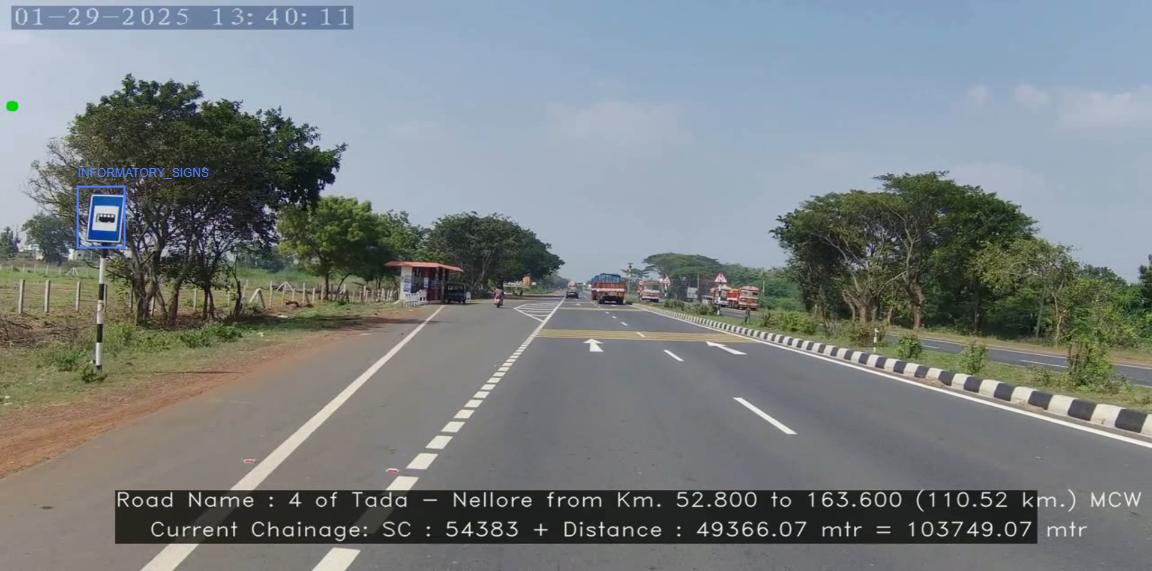 01-29-2025 13:40:11
INFORMATORY_SIGNS
Road Name : 4 of Tada - Nellore from Km. 52.800 to 163.600 (110.52 km.) MCW
Current Chainage: SC : 54383 + Distance : 49366.07 mtr = 103749.07 mtr